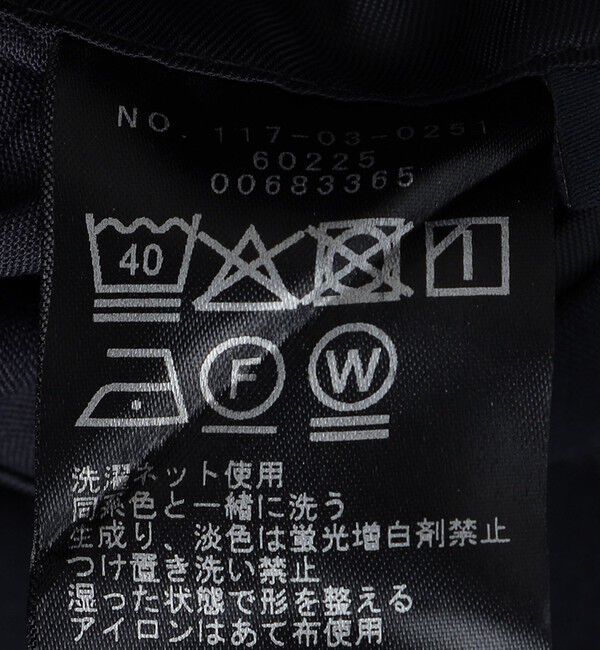 NO. 117-03-0251
60225
00683365
40
F W
洗濯ネット使用
同系色と一緒に洗う
生成り、淡色は蛍光増白剤禁止
つけ置き洗い禁止
湿った状態で形を整える
アイロンはあて布使用